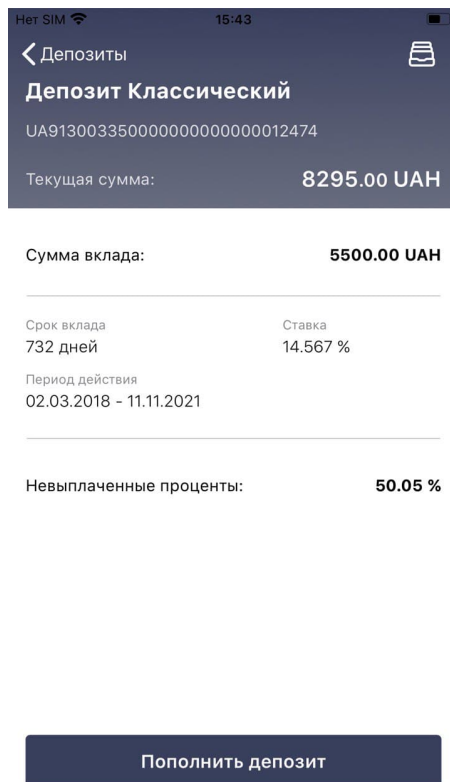 Нет SIM 15:43
Депозиты
Депозит Классический
UA913003350000000000000012474
Текущая сумма: 8295.00 UAH
Сумма вклада: 5500.00 UAH
Срок вклада Ставка
732 дней 14.567 %
Период действия
02.03.2018 - 11.11.2021
Невыплаченные проценты: 50.05 %
Пополнить депозит